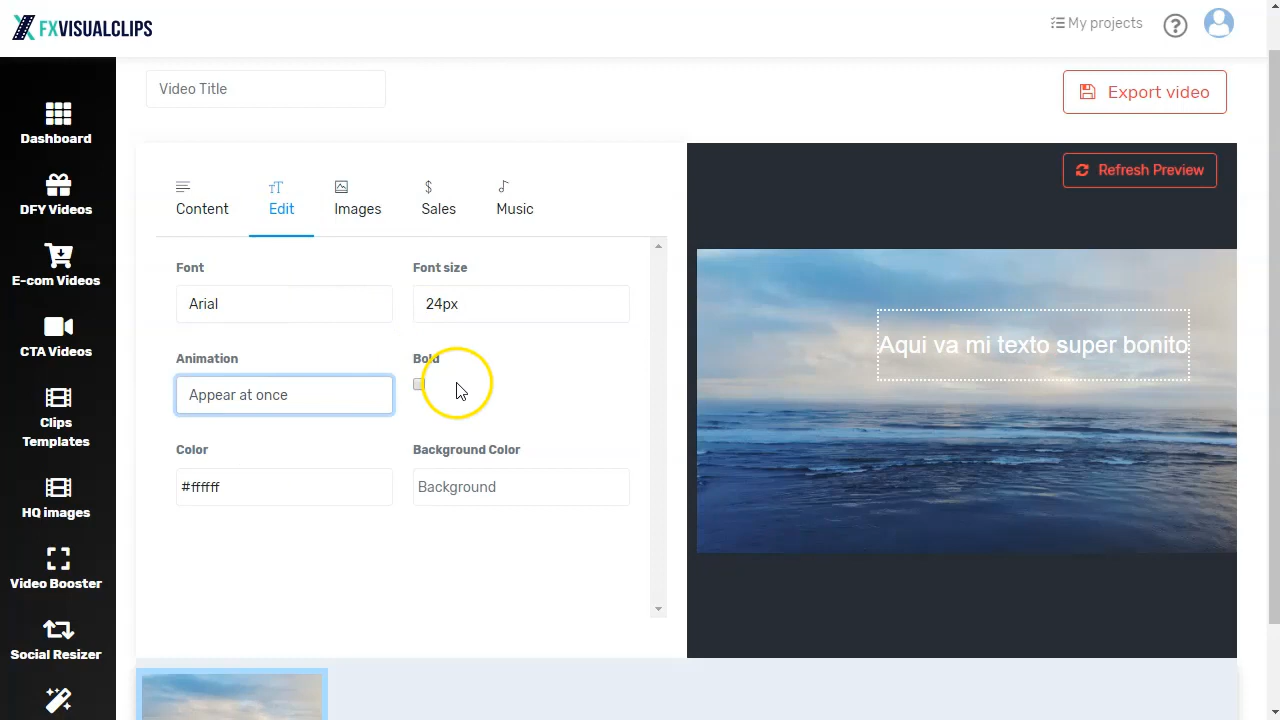 FXVISUALCLIPS
My projects
?
Video Title
Export video
Dashboard
DFY Videos
E-com Videos
CTA Videos
Clips
Templates
HQ images
Video Booster
Social Resizer
Content
Edit
Images
Sales
Music
Refresh Preview
Font
Font size
Arial
24px
Animation
Bold
Appear at once
Color
Background Color
#ffffff
Background
Aqui va mi texto super bonito